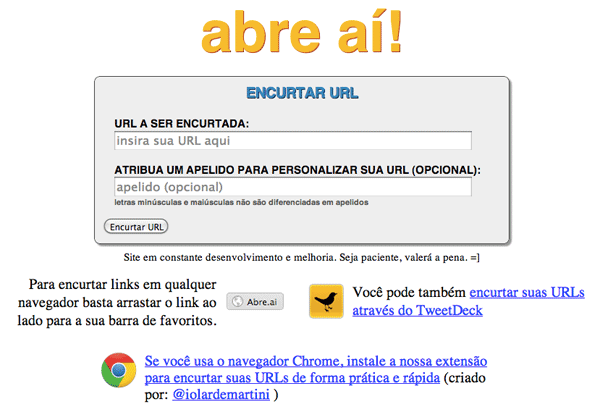 abre aí!
ENCURTAR URL
URL A SER ENCURTADA:
insira sua URL aqui
ATRIBUA UM APELIDO PARA PERSONALIZAR SUA URL (OPCIONAL):
apelido (opcional)
letras minúsculas e maiúsculas não são diferenciadas em apelidos
Encurtar URL
Site em constante desenvolvimento e melhoria. Seja paciente, valerá a pena. =]
Para encurtar links em qualquer
navegador basta arrastar o link ao
lado para a sua barra de favoritos.
Abre.ai
Você pode também encurtar suas URLs
através do TweetDeck
Se você usa o navegador Chrome, instale a nossa extensão
para encurtar suas URLs de forma prática e rápida (criado
por: @iolardemartini )